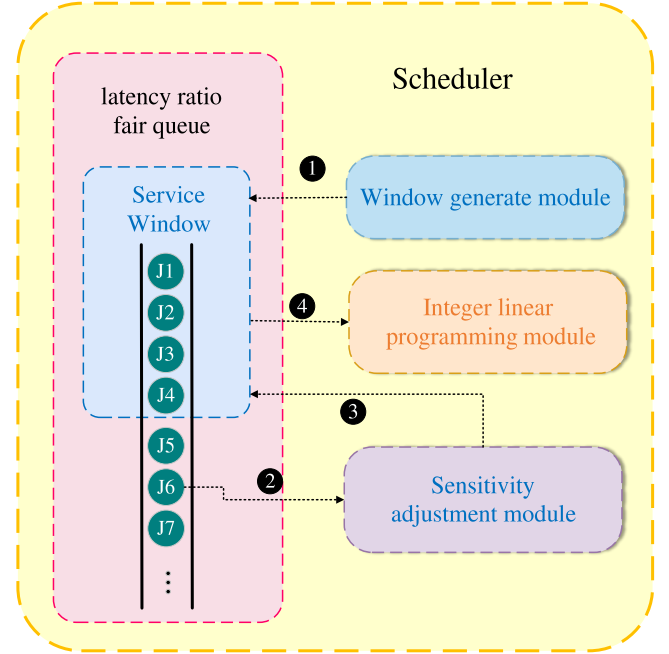 Scheduler
latency ratio
fair queue
Service
Window
J1
J2
J3
J4
J5
J6
J7
⋮
1
Window generate module
4
Integer linear
programming module
3
2
Sensitivity
adjustment module